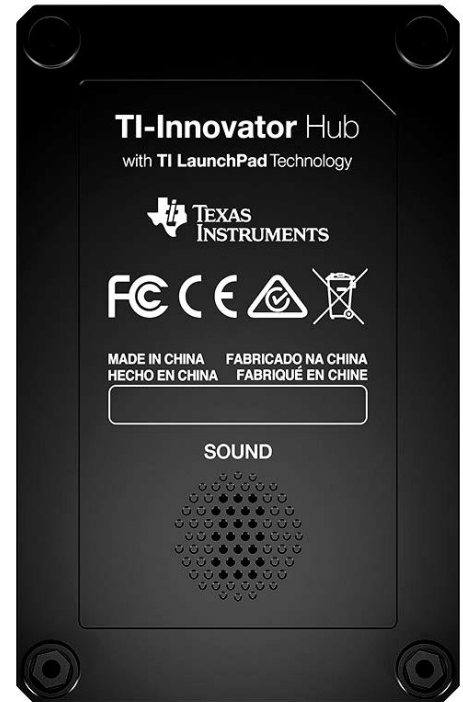 TI-Innovator Hub
with TI LaunchPad Technology
TEXAS
INSTRUMENTS
FC CE
MADE IN CHINA FABRICADO NA CHINA
HECHO EN CHINA FABRIQUÉ EN CHINE
SOUND